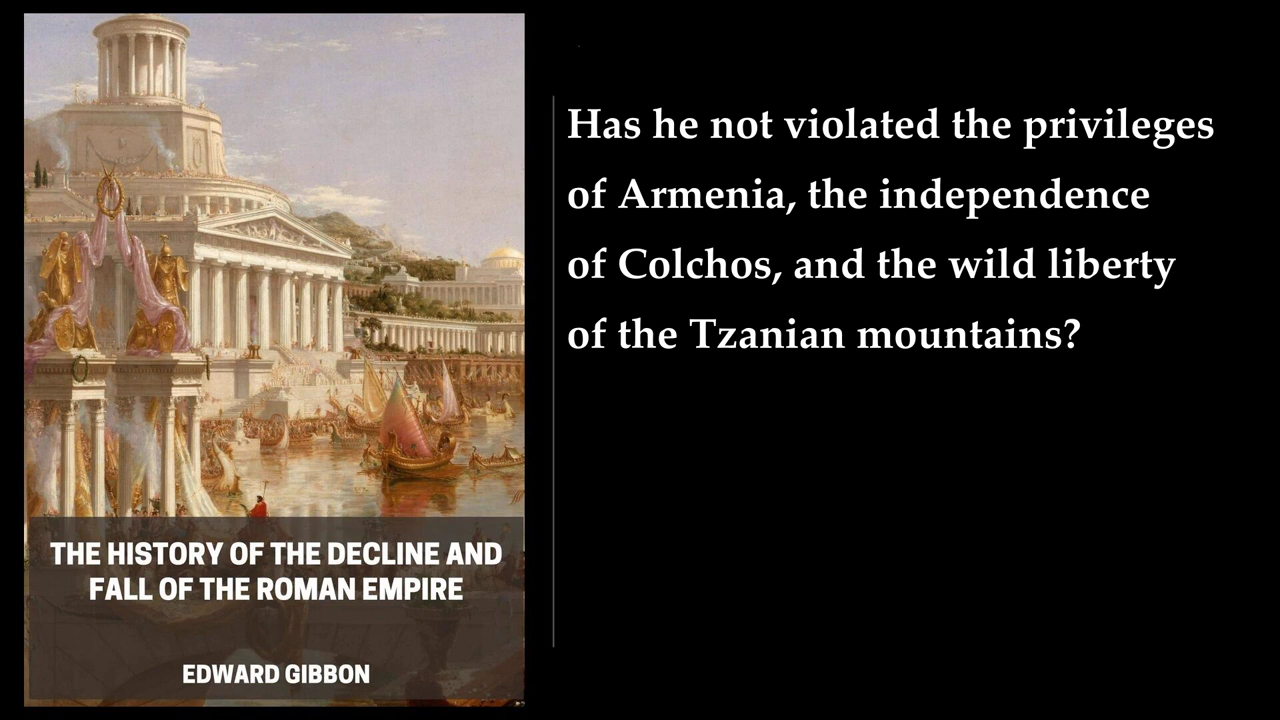 Has he not violated the privileges
of Armenia, the independence
of Colchos, and the wild liberty
of the Tzanian mountains?
THE HISTORY OF THE DECLINE AND
FALL OF THE ROMAN EMPIRE
EDWARD GIBBON